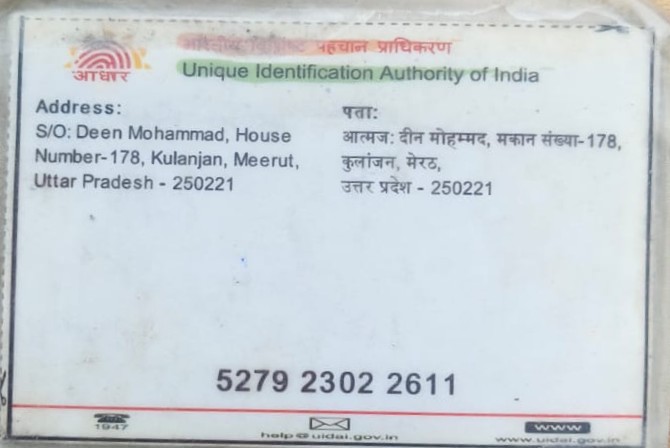 भारतीय विशिष्ट पहचान प्राधिकरण
आधार
Unique Identification Authority of India
Address:
S/O: Deen Mohammad, House
Number-178, Kulanjan, Meerut,
Uttar Pradesh - 250221
पता:
आत्मज: दीन मोहम्मद, मकान संख्या-178,
कुलांजन, मेरठ,
उत्तर प्रदेश - 250221
5279 2302 2611
1947
help@uidai.gov.in
WWW
www.uidai.gov.in